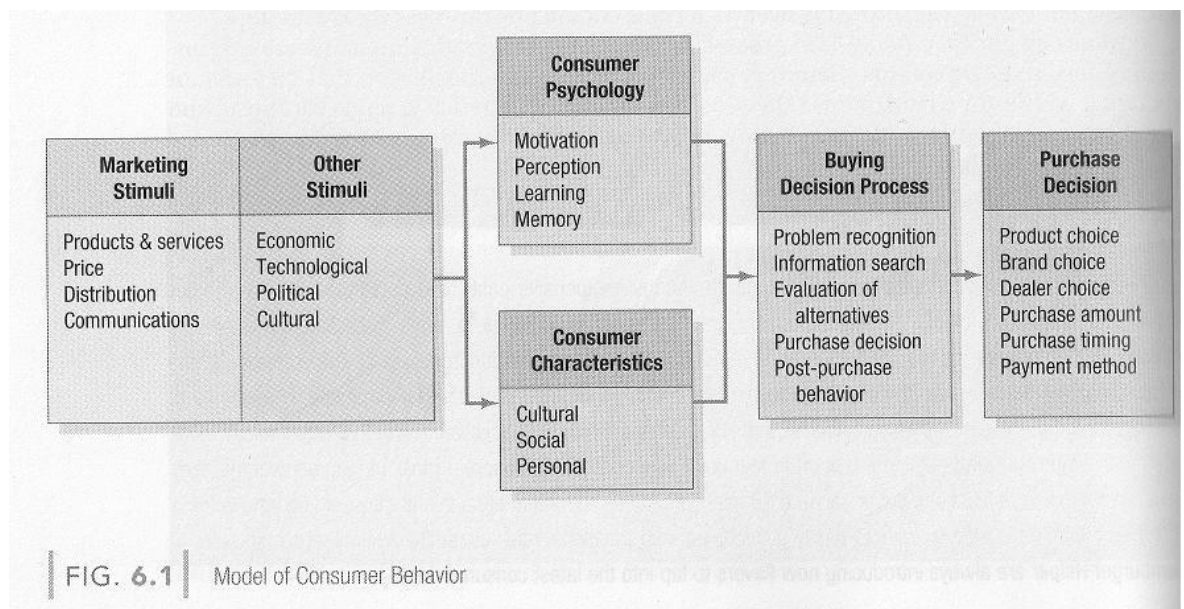 Marketing
Stimuli
Other
Stimuli
Products & services
Price
Distribution
Communications
Economic
Technological
Political
Cultural
Consumer
Psychology
Motivation
Perception
Learning
Memory
Consumer
Characteristics
Cultural
Social
Personal
Buying
Decision Process
Problem recognition
Information search
Evaluation of
alternatives
Purchase decision
Post-purchase
behavior
Purchase
Decision
Product choice
Brand choice
Dealer choice
Purchase amount
Purchase timing
Payment method
FIG. 6.1 Model of Consumer Behavior